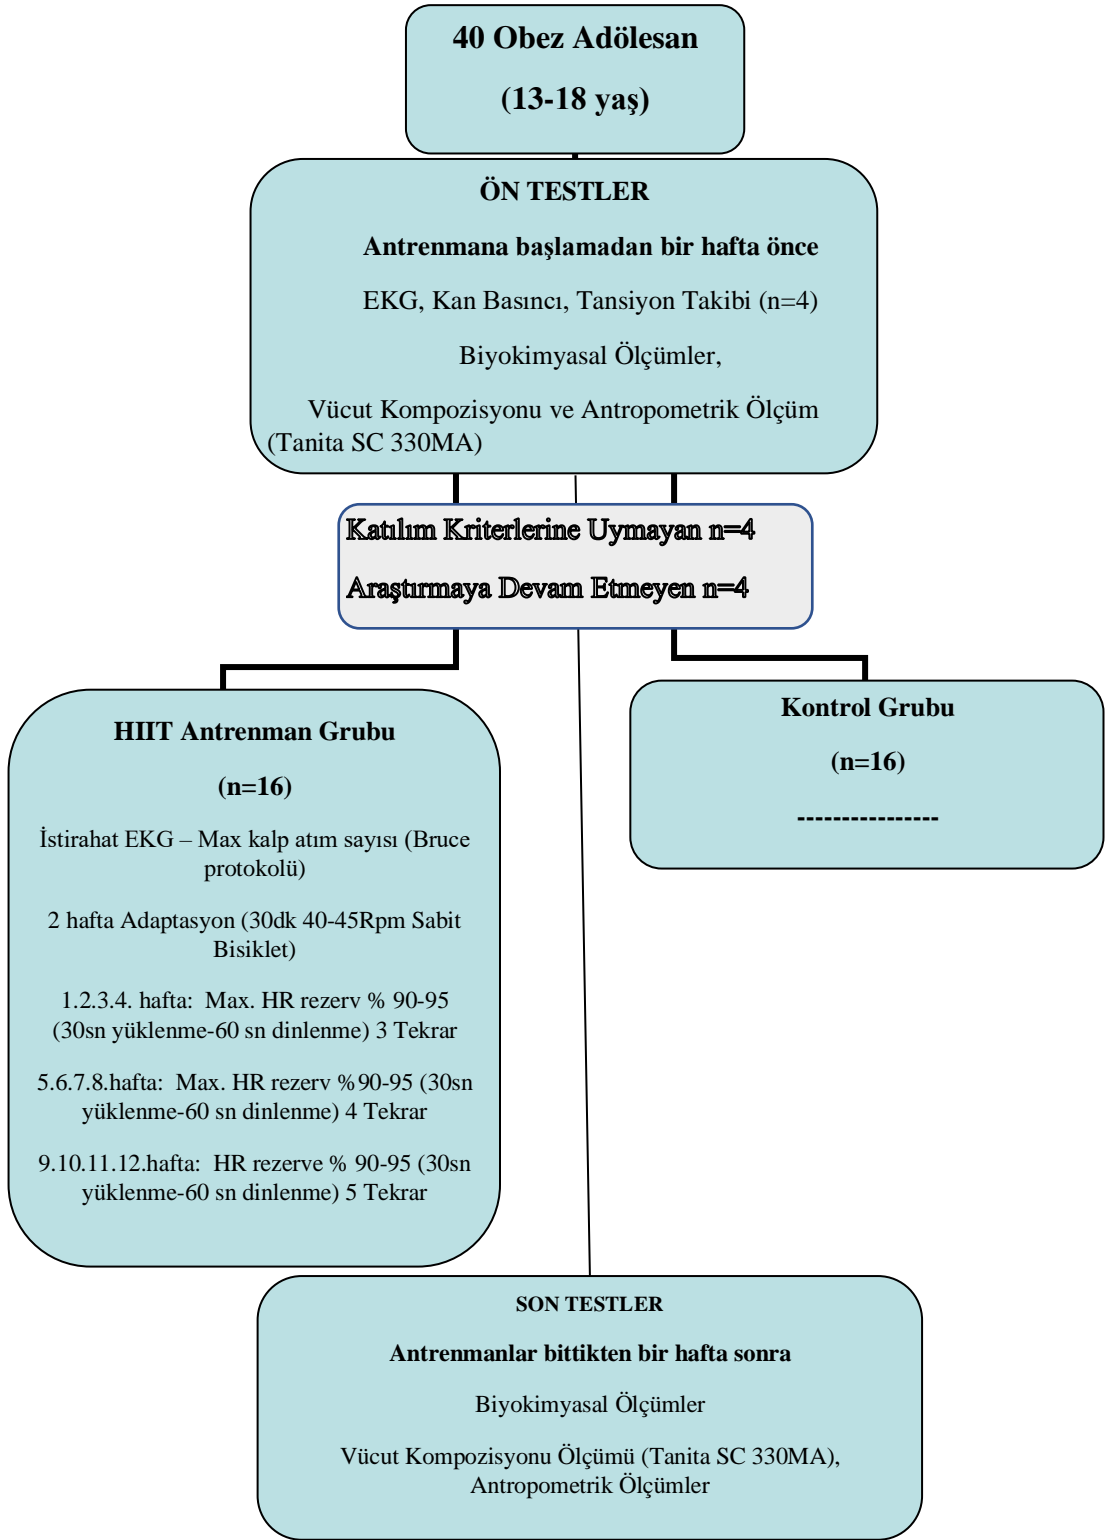 40 Obez Adölesan
(13-18 yaş)
ÖN TESTLER
Antrenmana başlamadan bir hafta önce
EKG, Kan Basıncı, Tansiyon Takibi (n=4)
Biyokimyasal Ölçümler,
Vücut Kompozisyonu ve Antropometrik Ölçüm
(Tanita SC 330MA)
Katılım Kriterlerine Uymayan n=4
Araştırmaya Devam Etmeyen n=4
HIIT Antrenman Grubu
(n=16)
İstirahat EKG – Max kalp atım sayısı (Bruce
protokolü)
2 hafta Adaptasyon (30dk 40-45Rpm Sabit
Bisiklet)
1.2.3.4. hafta:  Max. HR rezerv % 90-95
(30sn yüklenme-60 sn dinlenme) 3 Tekrar
5.6.7.8.hafta:  Max. HR rezerv %90-95 (30sn
yüklenme-60 sn dinlenme) 4 Tekrar
9.10.11.12.hafta:  HR rezerve % 90-95 (30sn
yüklenme-60 sn dinlenme) 5 Tekrar
Kontrol Grubu
(n=16)
----------------
SON TESTLER
Antrenmanlar bittikten bir hafta sonra
Biyokimyasal Ölçümler
Vücut Kompozisyonu Ölçümü (Tanita SC 330MA),
Antropometrik Ölçümler